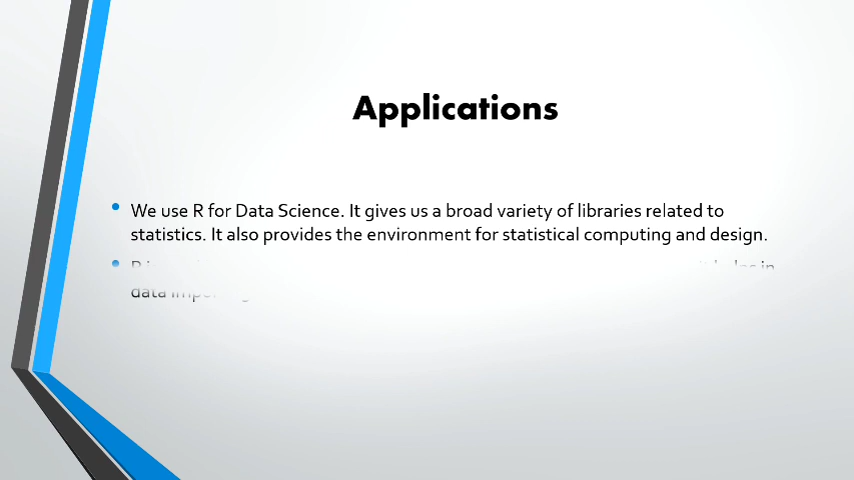 Applications
• We use R for Data Science. It gives us a broad variety of libraries related to
statistics. It also provides the environment for statistical computing and design.
• R
data